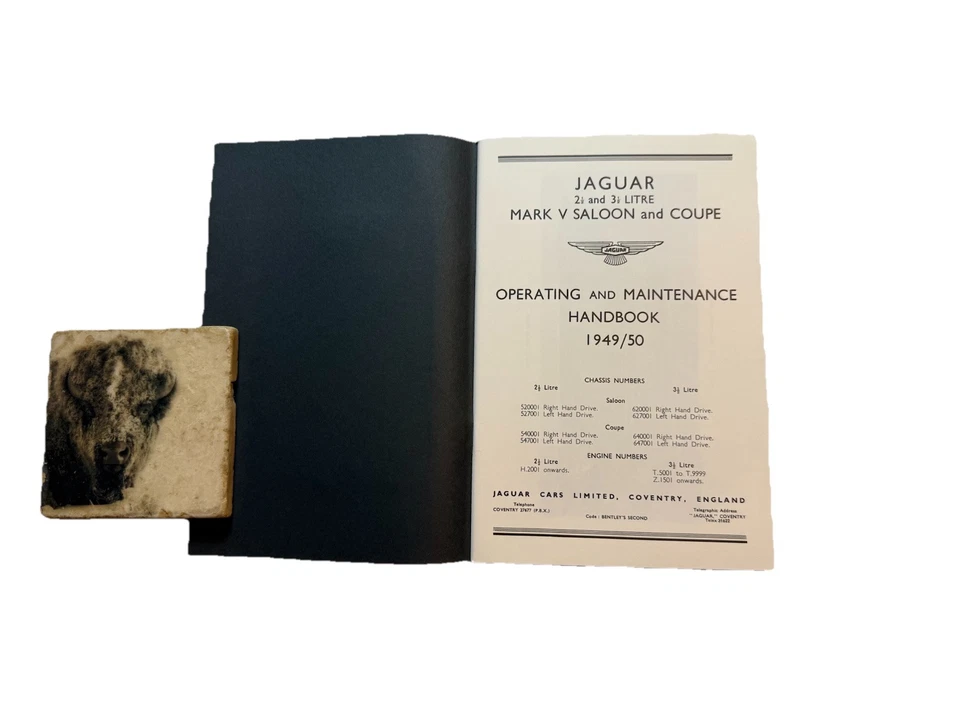 JAGUAR
2½ and 3½ LITRE
MARK V SALOON and COUPE
JAGUAR
OPERATING AND MAINTENANCE
HANDBOOK
1949/50
CHASSIS NUMBERS
2½ Litre 3½ Litre
Saloon
520001 Right Hand Drive. 620001 Right Hand Drive.
527001 Left Hand Drive. 627001 Left Hand Drive.
Coupe
540001 Right Hand Drive. 640001 Right Hand Drive.
547001 Left Hand Drive. 647001 Left Hand Drive.
ENGINE NUMBERS
2½ Litre 3½ Litre
H.2001 onwards. T.5001 to T.9999
Z.1501 onwards.
JAGUAR CARS LIMITED, COVENTRY, ENGLAND
Telephone Telegraphic Address
COVENTRY 27677 (P.B.X.) Code : BENTLEY'S SECOND "JAGUAR," COVENTRY
Telex 31622